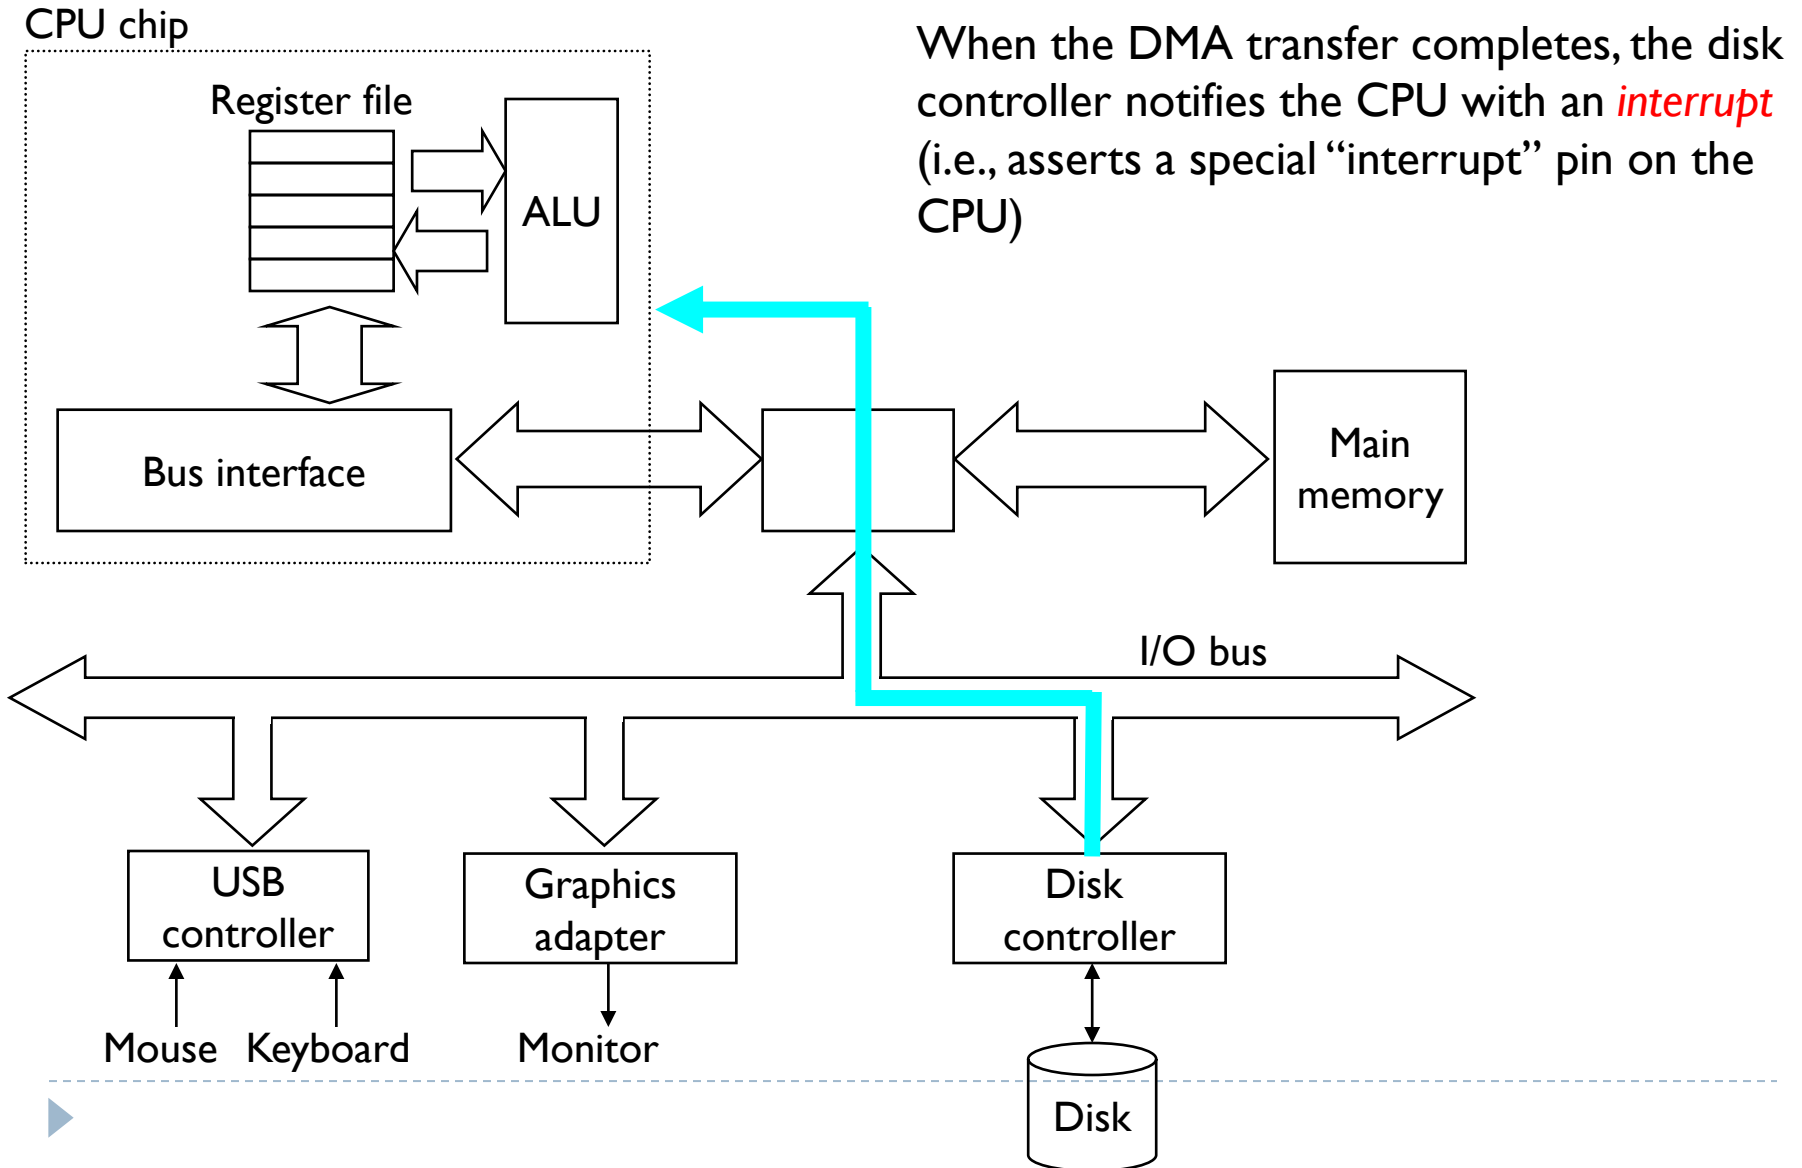 CPU chip
When the DMA transfer completes, the disk
controller notifies the CPU with an interrupt
(i.e., asserts a special “interrupt” pin on the
CPU)
Register file
ALU
Bus interface
Main
memory
I/O bus
USB
controller
Graphics
adapter
Disk
controller
Mouse
Keyboard
Monitor
Disk